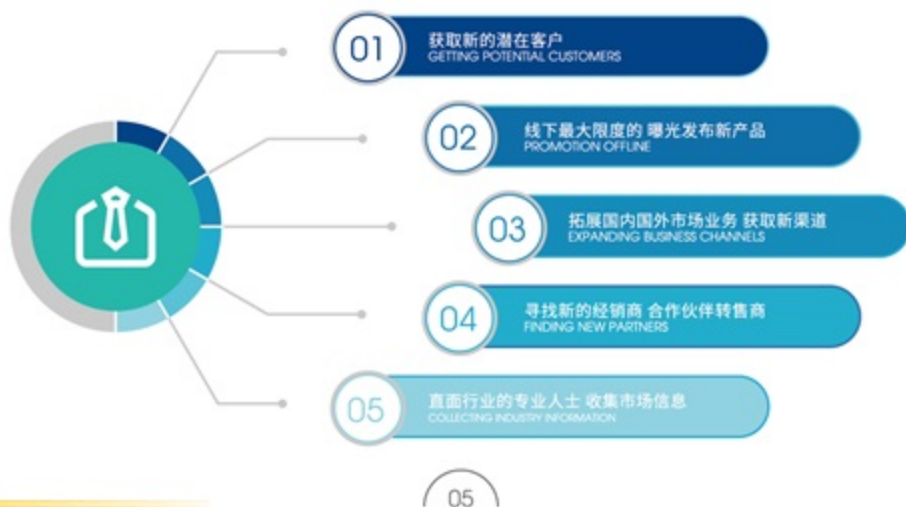 01
获取新的潜在客户
GETTING POTENTIAL CUSTOMERS
02
线下最大限度的 曝光发布新产品
PROMOTION OFFLINE
03
拓展国内国外市场业务 获取新渠道
EXPANDING BUSINESS CHANNELS
04
寻找新的经销商 合作伙伴转售商
FINDING NEW PARTNERS
05
直面行业的专业人士 收集市场信息
COLLECTING INDUSTRY INFORMATION
05